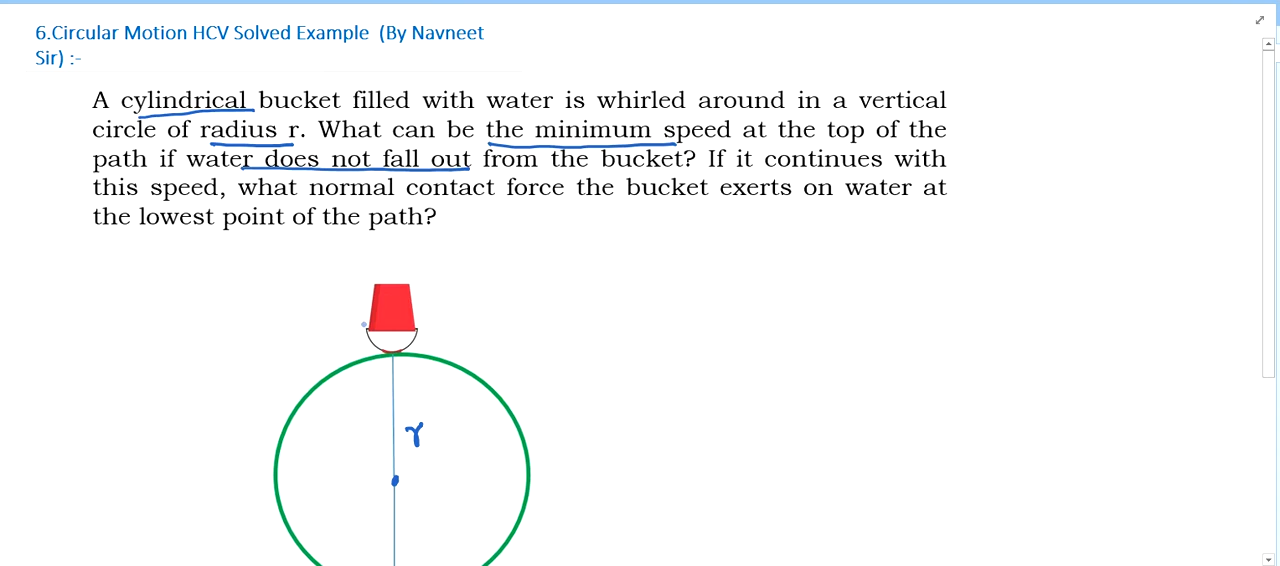 6.Circular Motion HCV Solved Example (By Navneet
Sir) :-
A cylindrical bucket filled with water is whirled around in a vertical
circle of radius r. What can be the minimum speed at the top of the
path if water does not fall out from the bucket? If it continues with
this speed, what normal contact force the bucket exerts on water at
the lowest point of the path?
r